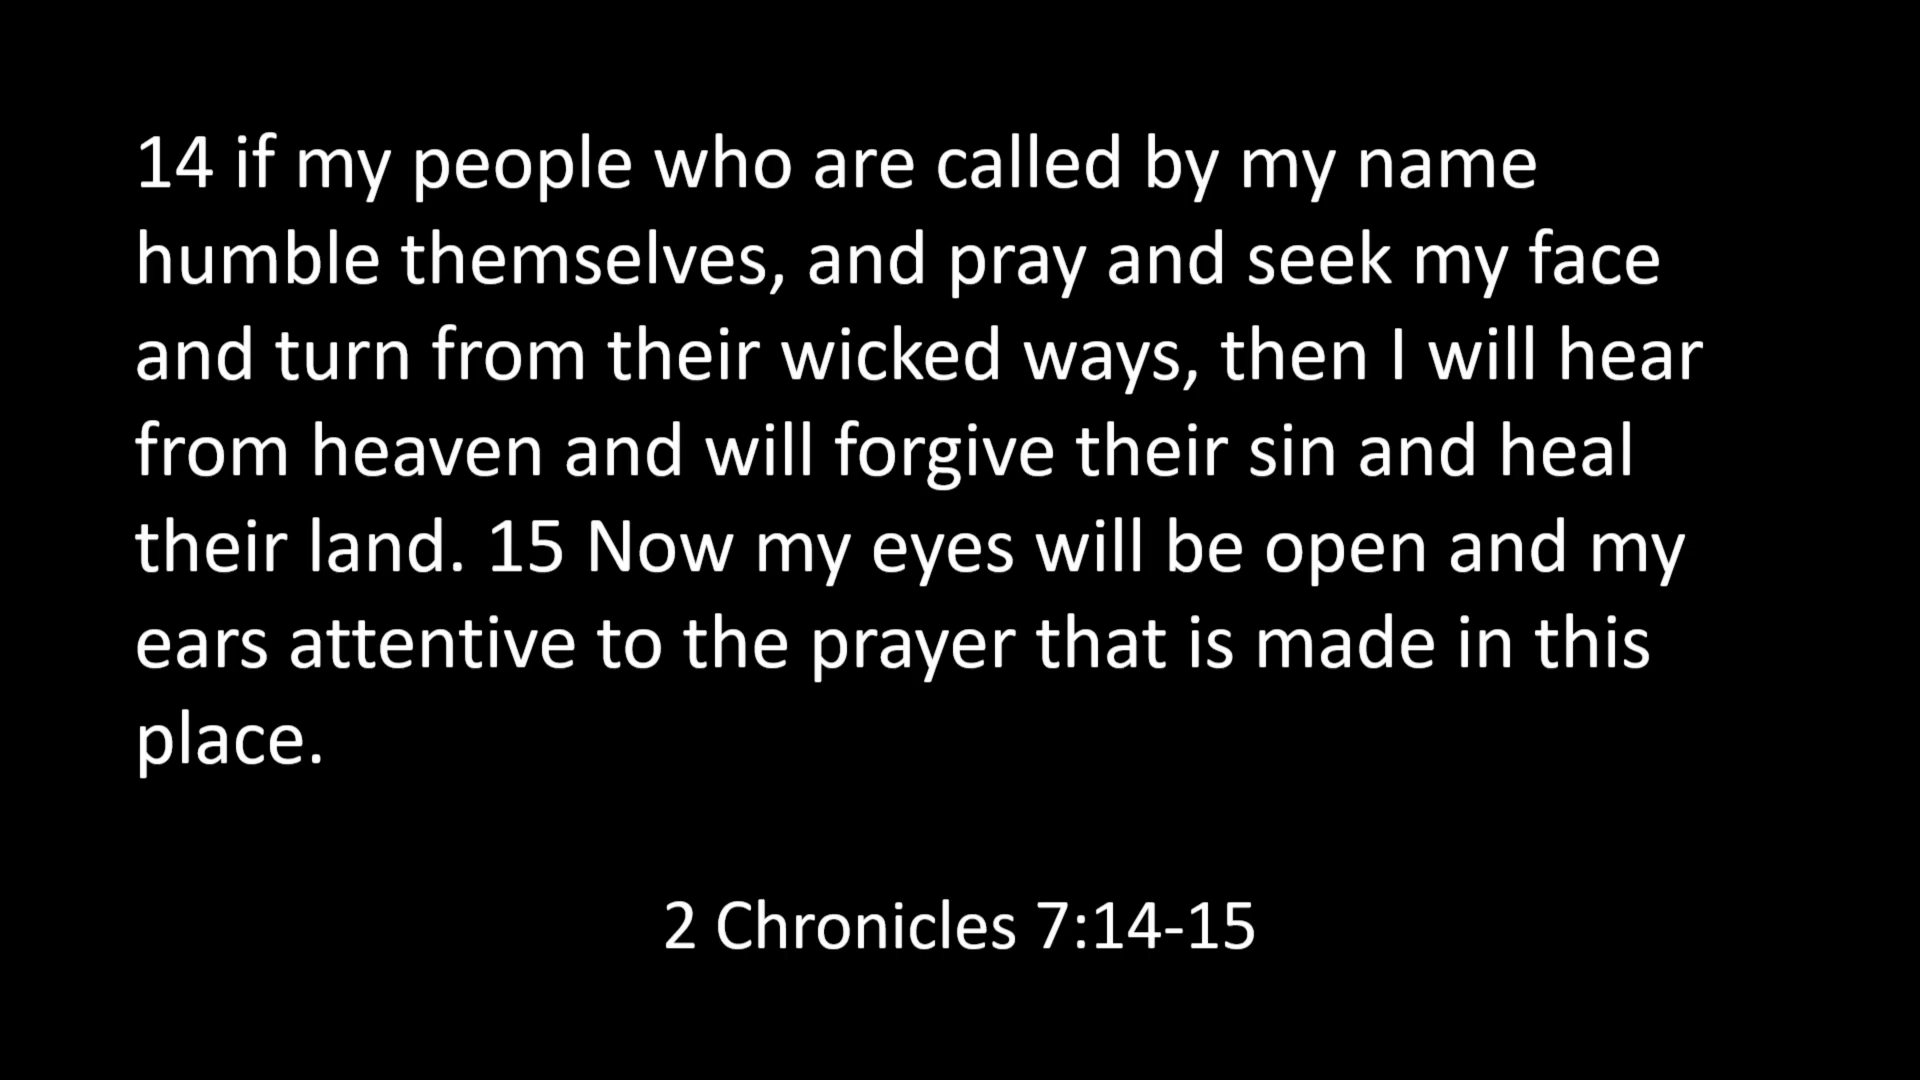 14 if my people who are called by my name
humble themselves, and pray and seek my face
and turn from their wicked ways, then I will hear
from heaven and will forgive their sin and heal
their land. 15 Now my eyes will be open and my
ears attentive to the prayer that is made in this
place.
2 Chronicles 7:14-15